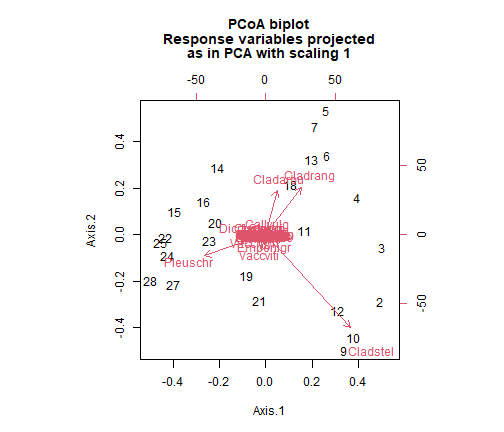 PCoA biplot
Response variables projected
as in PCA with scaling 1
-50 0 50
5
7
0.4 50
6
13
14 Cladrang
Cladarbu
18
0.2 16 4
15
20 Callvulg
11
0.0 22 23 0
25 3
24 Empenigr
Pleuschr Vaccviti
19
-0.2 28 27
21 2 -50
12
-0.4 10
9 Cladstel
-0.4 -0.2 0.0 0.2 0.4
Axis.1
Axis.2